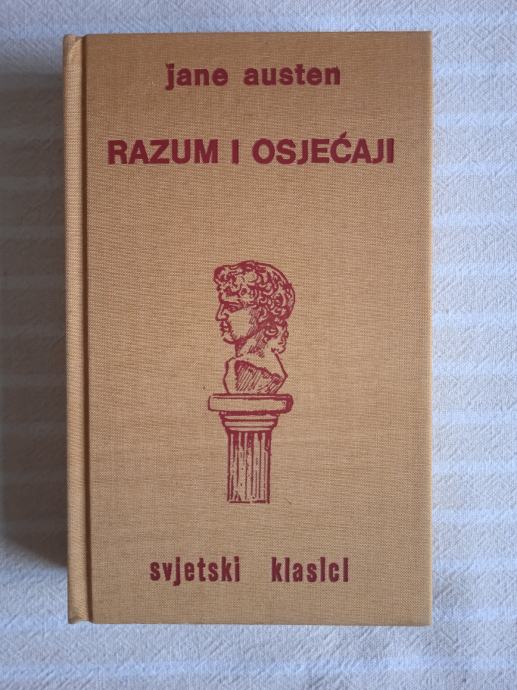 jane austen
RAZUM I OSJEĆAJI
svjetski klasici